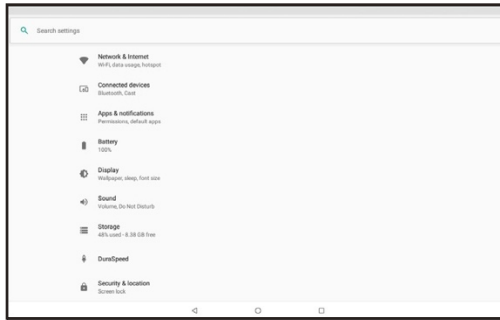 Search settings
Network & Internet
Wi-Fi, data usage, hotspot
Connected devices
Bluetooth, Cast
Apps & notifications
Permissions, default apps
Battery
100%
Display
Wallpaper, sleep, font size
Sound
Volume, Do Not Disturb
Storage
48% used - 8.38 GB free
DuraSpeed
Security & location
Screen lock